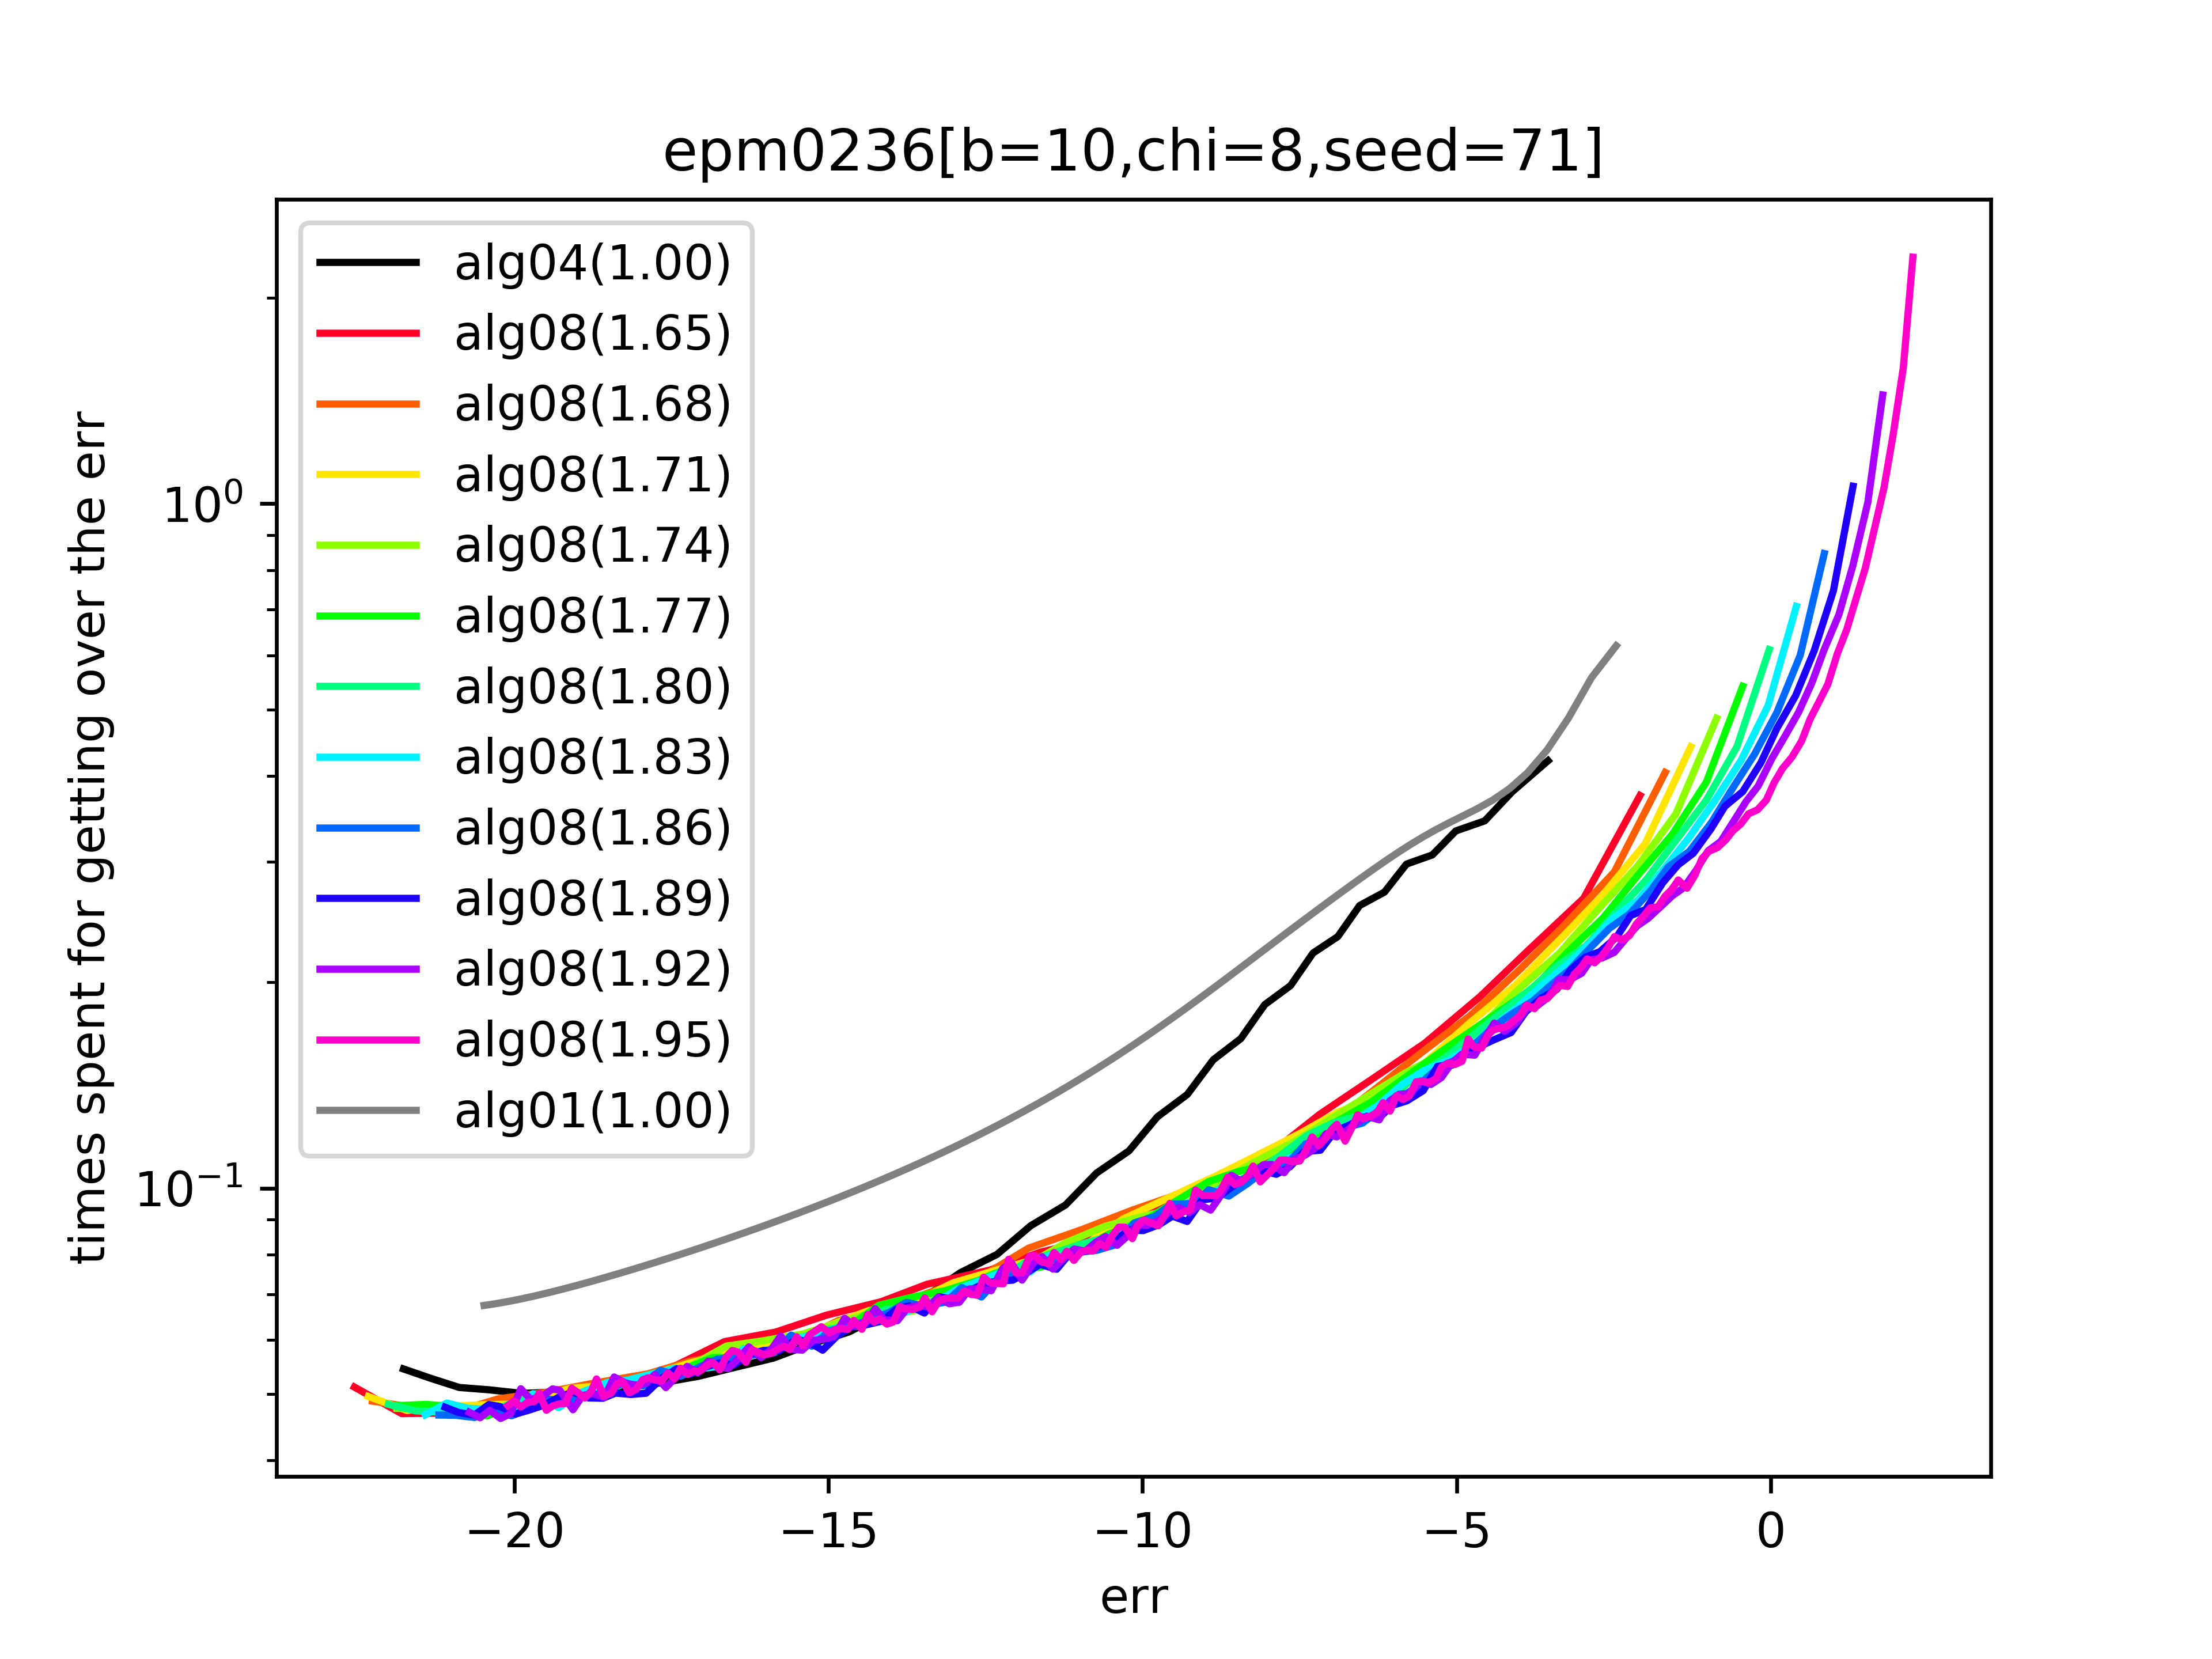 epm0236[b=10,chi=8,seed=71]
times spent for getting over the err
10⁰
10⁻¹
alg04(1.00)
alg08(1.65)
alg08(1.68)
alg08(1.71)
alg08(1.74)
alg08(1.77)
alg08(1.80)
alg08(1.83)
alg08(1.86)
alg08(1.89)
alg08(1.92)
alg08(1.95)
alg01(1.00)
−20 −15 −10 −5 0
err